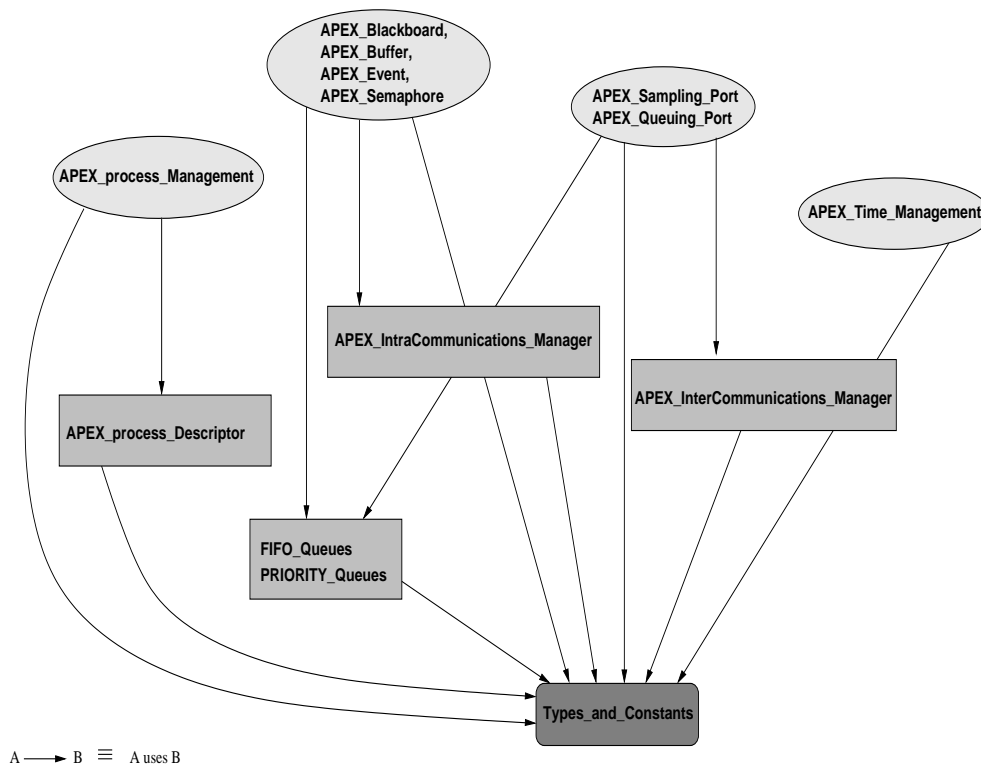 APEX_Blackboard,
APEX_Buffer,
APEX_Event,
APEX_Semaphore
APEX_Sampling_Port
APEX_Queuing_Port
APEX_process_Management
APEX_Time_Management
APEX_IntraCommunications_Manager
APEX_InterCommunications_Manager
APEX_process_Descriptor
FIFO_Queues
PRIORITY_Queues
Types_and_Constants
A ⟶ B ≡ A uses B